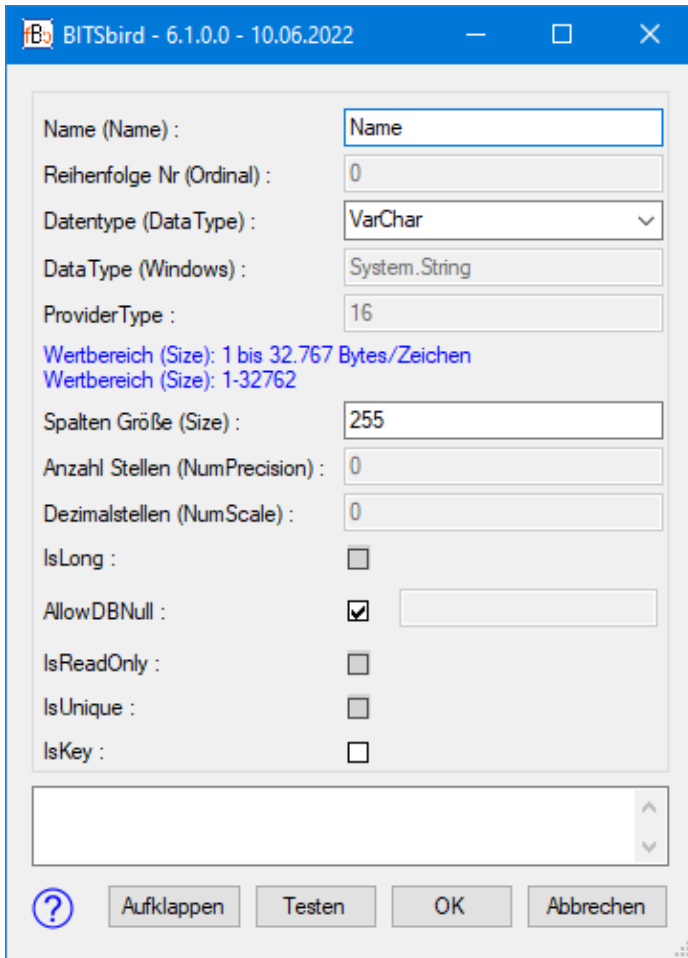 BITSbird - 6.1.0.0 - 10.06.2022
Name (Name) : Name
Reihenfolge Nr (Ordinal) : 0
Datentype (DataType) : VarChar
DataType (Windows) : System.String
ProviderType : 16
Wertbereich (Size): 1 bis 32.767 Bytes/Zeichen
Wertbereich (Size): 1-32762
Spalten Größe (Size) : 255
Anzahl Stellen (NumPrecision) : 0
Dezimalstellen (NumScale) : 0
IsLong :
AllowDBNull :
IsReadOnly :
IsUnique :
IsKey :
? Aufklappen Testen OK Abbrechen